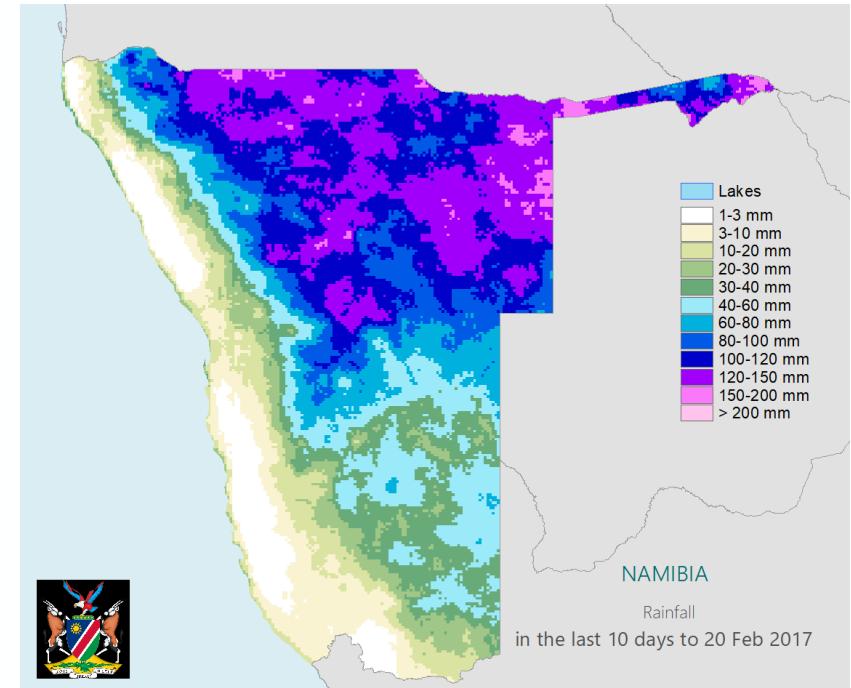 Lakes
1-3 mm
3-10 mm
10-20 mm
20-30 mm
30-40 mm
40-60 mm
60-80 mm
80-100 mm
100-120 mm
120-150 mm
150-200 mm
> 200 mm
NAMIBIA
Rainfall
in the last 10 days to 20 Feb 2017